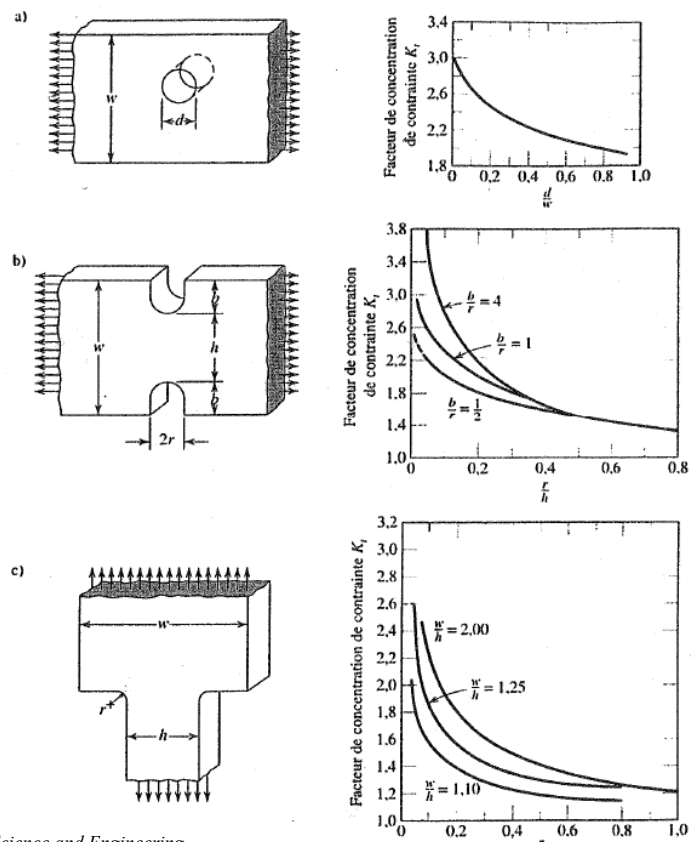 a)
w
d
Facteur de concentration
de contrainte Kt
3,4
3,0
2,6
2,2
1,8
0 0,2 0,4 0,6 0,8 1,0
d
w
b)
w
b
h
b
2r
Facteur de concentration
de contrainte Kt
3,8
3,4
3,0
2,6
2,2
1,8
1,4
1,0
b/r = 4
b/r = 1
b/r = 1/2
0 0,2 0,4 0,6 0,8
r
h
c)
w
r
h
Facteur de concentration de contrainte Kt
3,2
3,0
2,8
2,6
2,4
2,2
2,0
1,8
1,6
1,4
1,2
1,0
w/h = 2,00
w/h = 1,25
w/h = 1,10
0 0,2 0,4 0,6 0,8 1,0
Science and Engineering